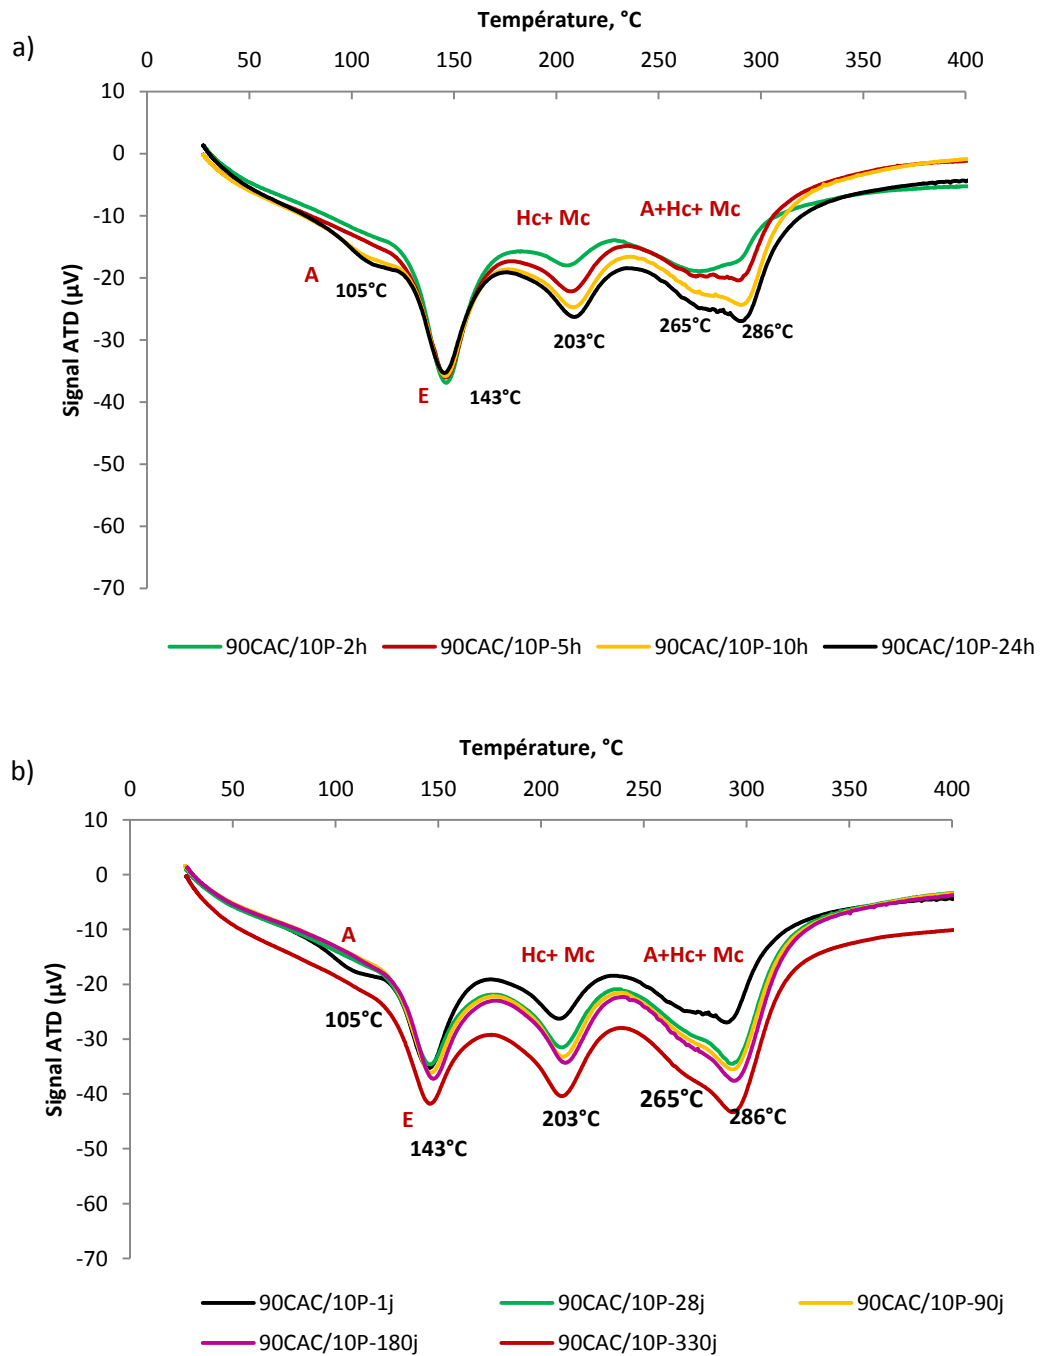 Température, °C
a)
0 50 100 150 200 250 300 350 400
10
0
-10
-20
-30
-40
-50
-60
-70
Signal ATD (µV)
Hc+ Mc
A+Hc+ Mc
A
105°C
203°C
265°C
286°C
E
143°C
90CAC/10P-2h 90CAC/10P-5h 90CAC/10P-10h 90CAC/10P-24h
Température, °C
b)
0 50 100 150 200 250 300 350 400
10
0
-10
-20
-30
-40
-50
-60
-70
Signal ATD (µV)
A
Hc+ Mc
A+Hc+ Mc
105°C
265°C
203°C
286°C
E
143°C
90CAC/10P-1j 90CAC/10P-28j 90CAC/10P-90j
90CAC/10P-180j 90CAC/10P-330j